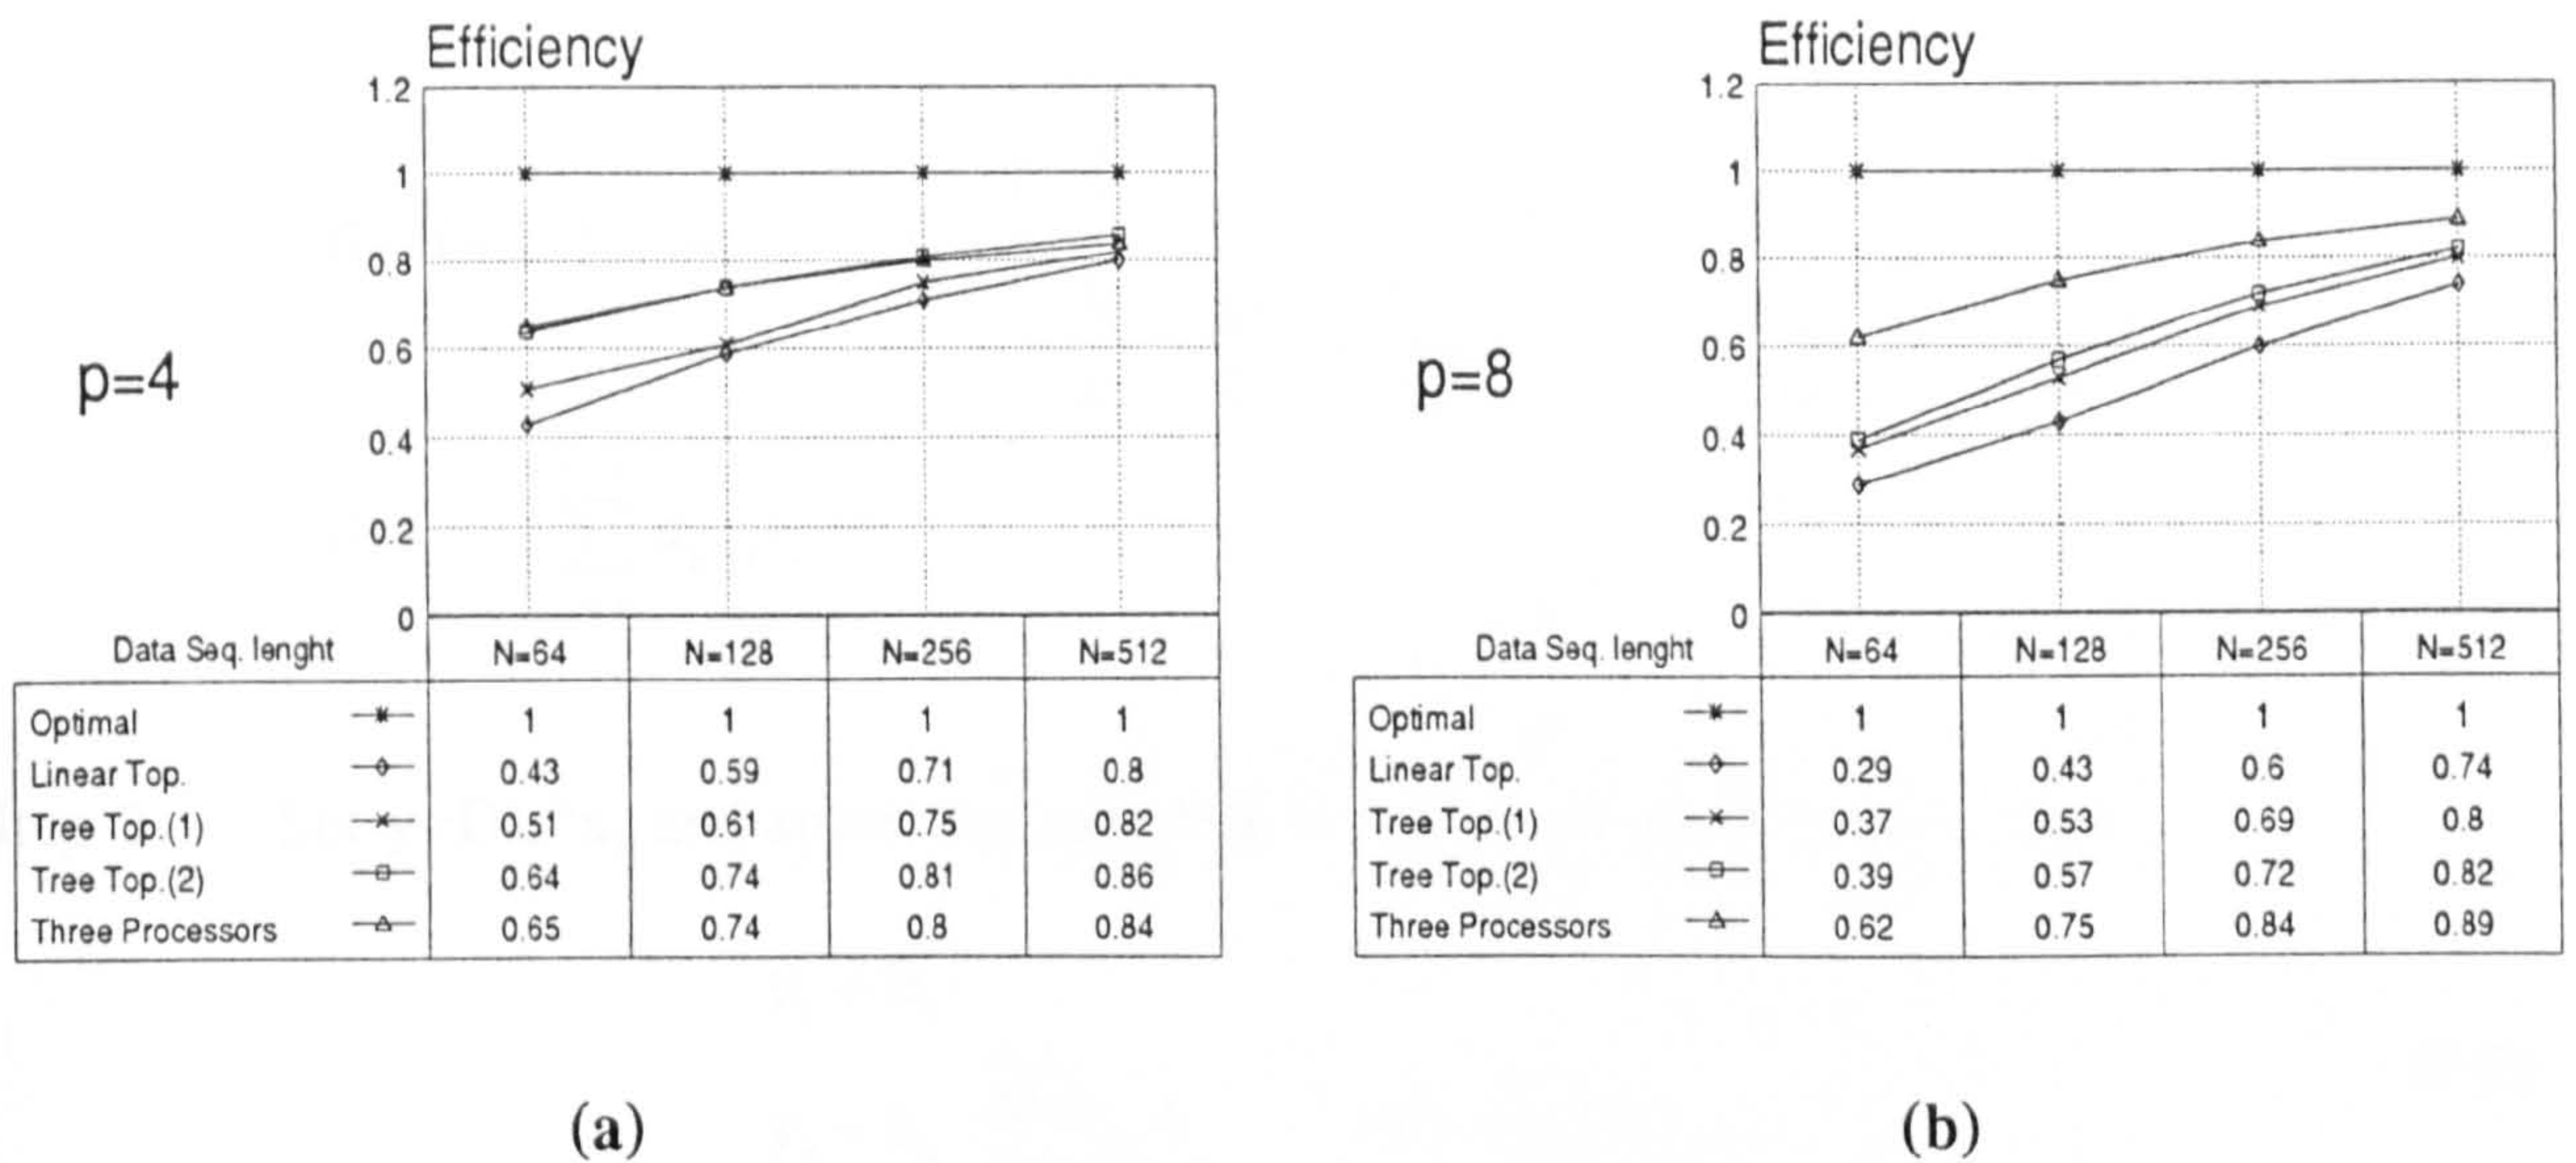 Efficiency
1.2
1
0.8
0.6
0.4
0.2
0
p=4
Data Seq. lenght N=64 N=128 N=256 N=512
Optimal 1 1 1 1
Linear Top. 0.43 0.59 0.71 0.8
Tree Top.(1) 0.51 0.61 0.75 0.82
Tree Top.(2) 0.64 0.74 0.81 0.86
Three Processors 0.65 0.74 0.8 0.84
(a)
Efficiency
1.2
1
0.8
0.6
0.4
0.2
0
p=8
Data Seq. lenght N=64 N=128 N=256 N=512
Optimal 1 1 1 1
Linear Top. 0.29 0.43 0.6 0.74
Tree Top.(1) 0.37 0.53 0.69 0.8
Tree Top.(2) 0.39 0.57 0.72 0.82
Three Processors 0.62 0.75 0.84 0.89
(b)